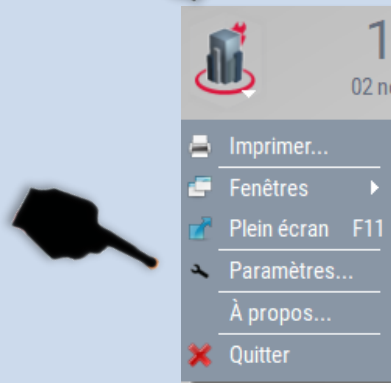 1
02 n
Imprimer...
Fenêtres
Plein écran F11
Paramètres...
À propos...
Quitter